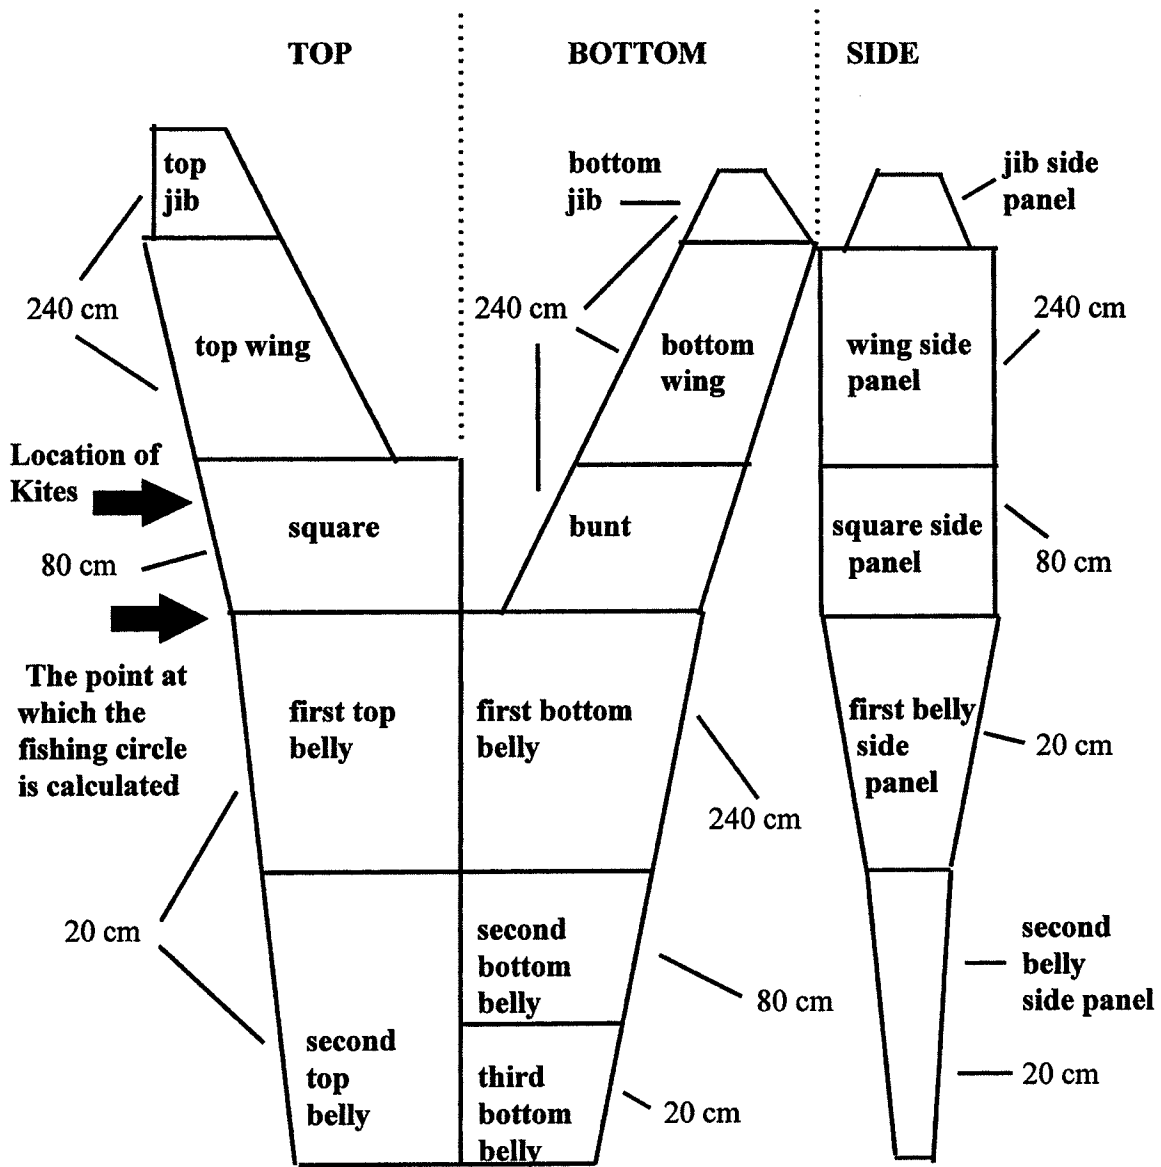 TOP
BOTTOM
SIDE
top
jib
240 cm
top wing
Location of
Kites
square
80 cm
The point at
which the
fishing circle
is calculated
first top
belly
20 cm
second
top
belly
bottom
jib
240 cm
bottom
wing
bunt
first bottom
belly
240 cm
second
bottom
belly
80 cm
third
bottom
belly
20 cm
jib side
panel
240 cm
wing side
panel
square side
panel
80 cm
first belly
side
panel
20 cm
second
belly
side panel
20 cm